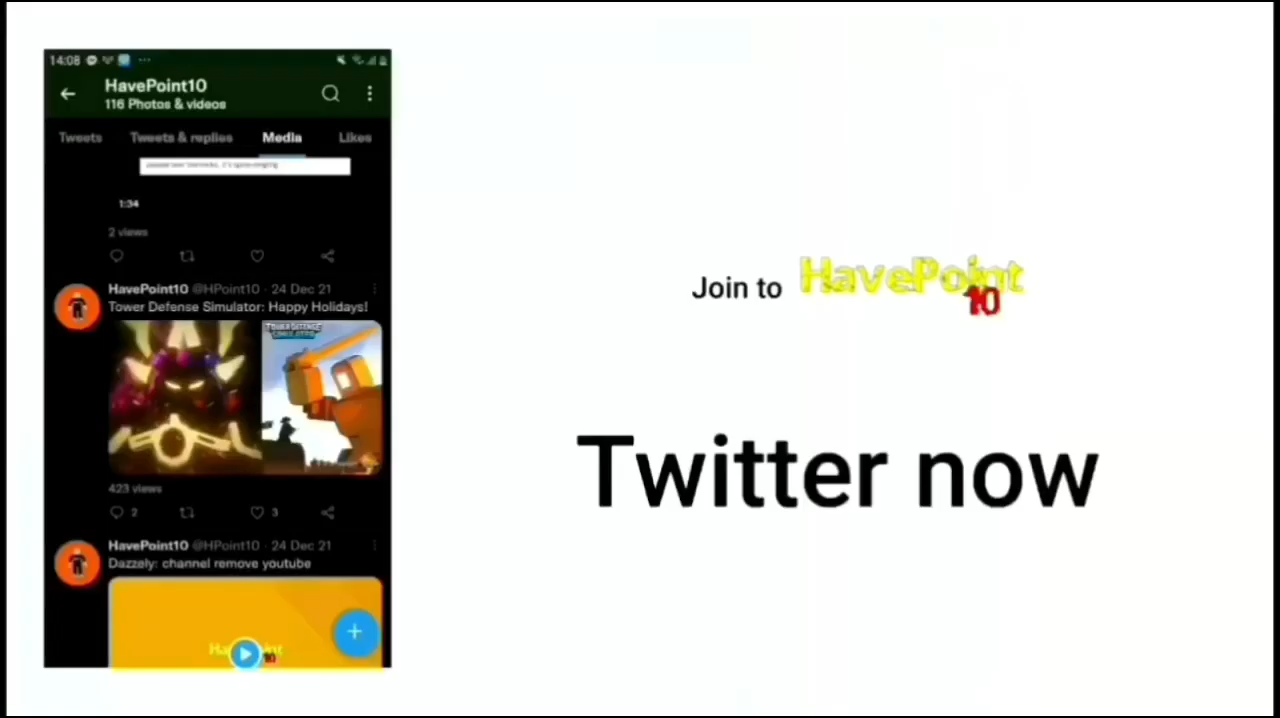 14:08
HavePoint10
116 Photos & videos
Tweets Tweets & replies Media Likes
1:34
2 views
HavePoint10 @HPoint10 · 24 Dec 21
Tower Defense Simulator: Happy Holidays!
TOWER DEFENSE
SIMULATOR
423 views
2 3
HavePoint10 @HPoint10 · 24 Dec 21
Dazzely: channel remove youtube
Join to HavePoint
10
Twitter now